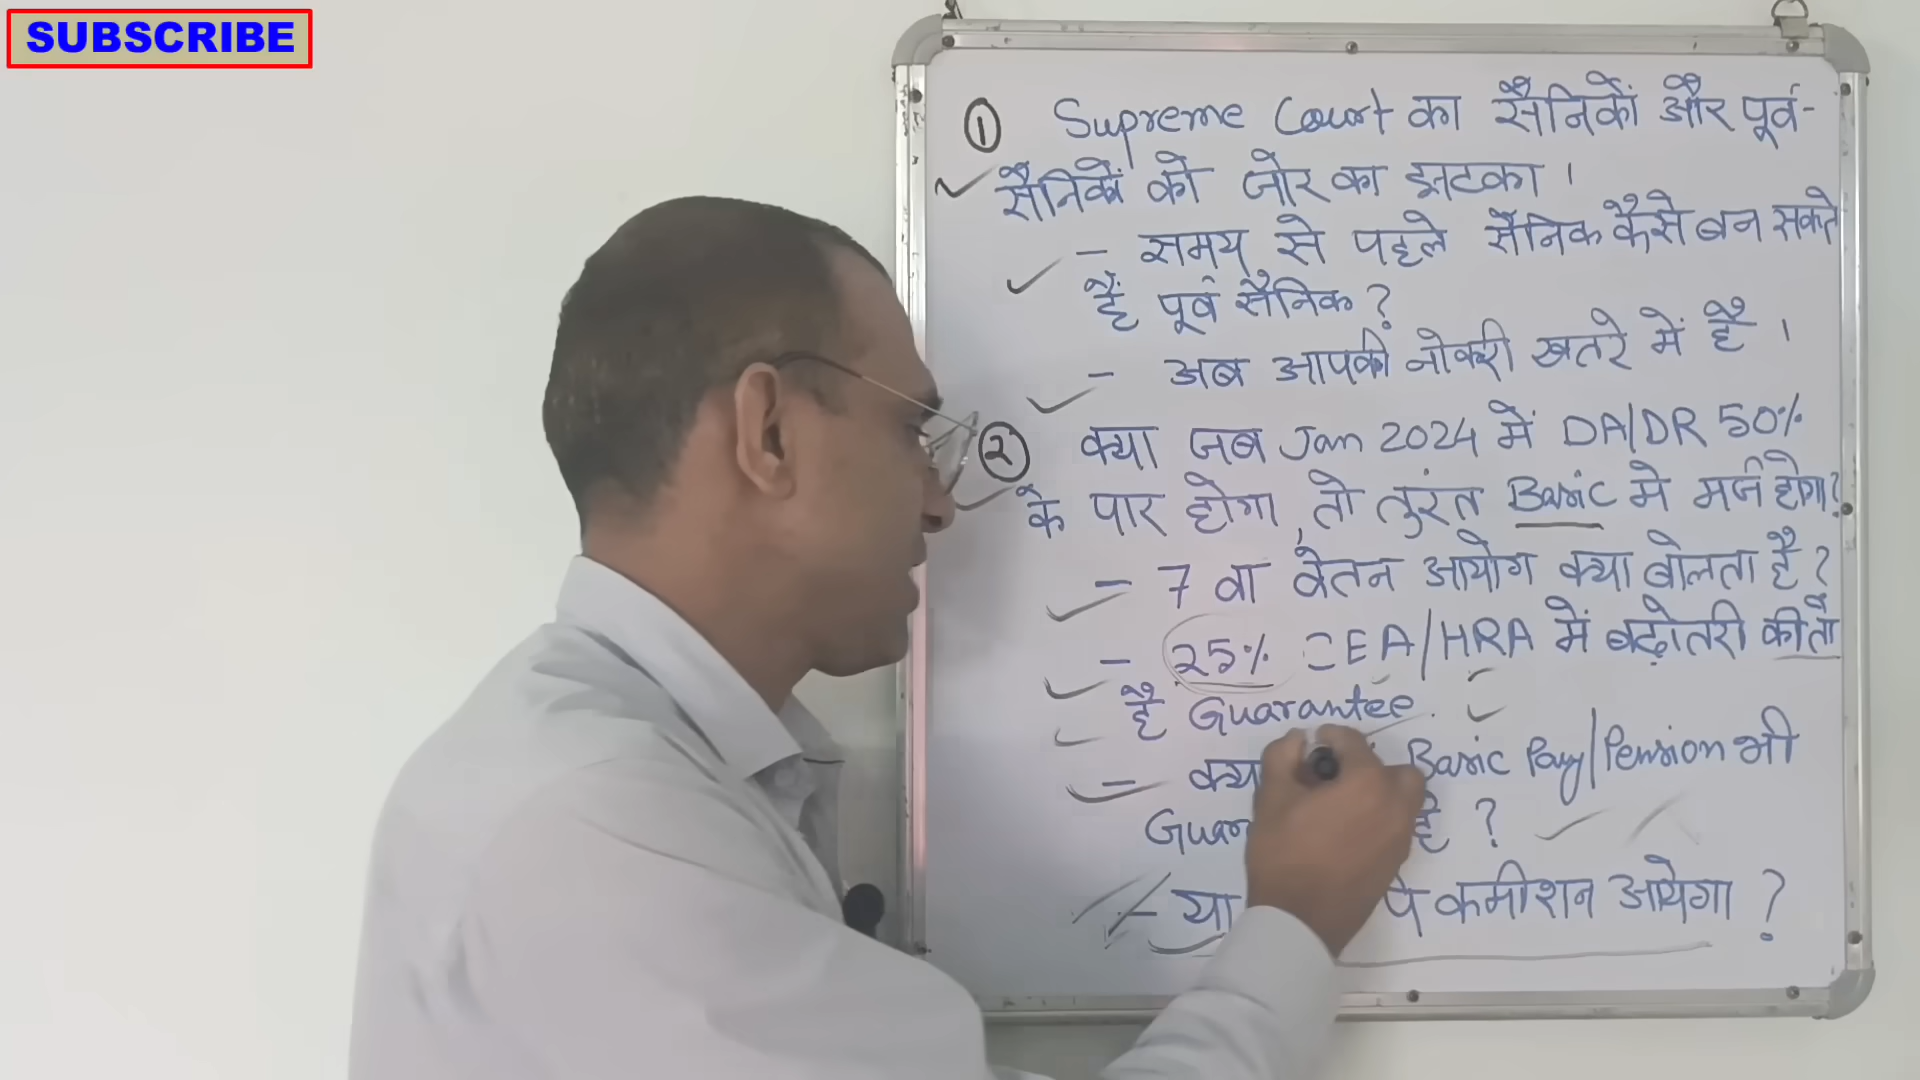 SUBSCRIBE
① Supreme Court का सैनिकों और पूर्व-
सैनिकों को जोर का झटका।
- समय से पहले सैनिक कैसे बन सकते
हैं पूर्व सैनिक?
- अब आपकी नोकरी खतरे में है।
② क्या जब Jan 2024 में DA/DR 50%
के पार होगा, तो तुरंत Basic मे मर्ज होगा?
- 7 वा वेतन आयोग क्या बोलता है?
- 25% CEA/HRA में बढ़ोतरी की तो
है Guarantee.
- क्या Basic Pay/Pension भी
है?
- या पे कमीशन आयेगा?